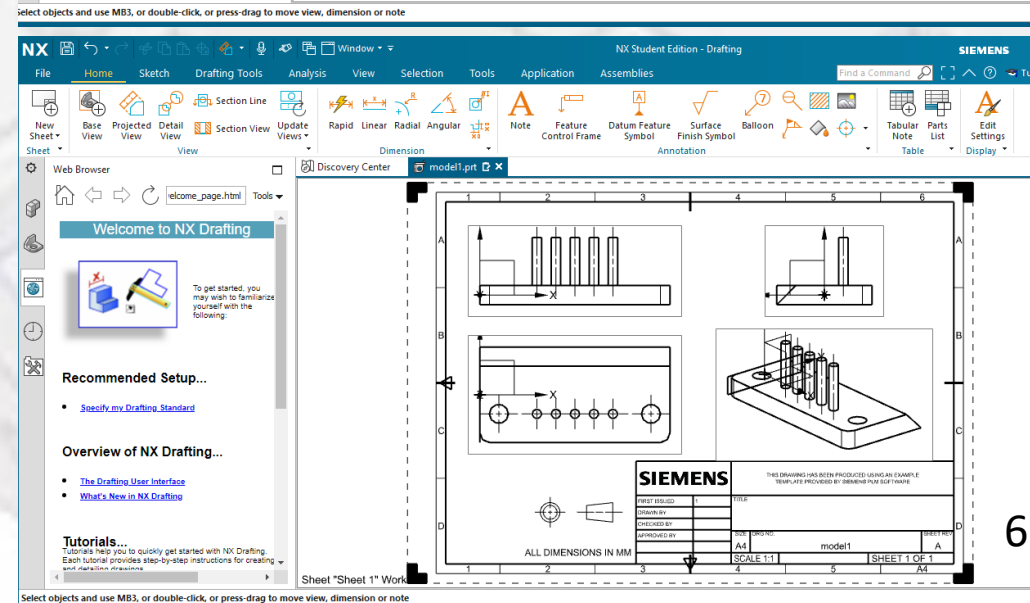 Select objects and use MB3, or double-click, or press-drag to move view, dimension or note
NX Window NX Student Edition - Drafting SIEMENS
File Home Sketch Drafting Tools Analysis View Selection Tools Application Assemblies Find a Command Tu
New Sheet
Base View
Projected View
Detail View
Section Line
Section View
Update Views
Rapid
Linear
Radial
Angular
Note
Feature Control Frame
Datum Feature Symbol
Surface Finish Symbol
Balloon
Tabular Note
Parts List
Edit Settings
Sheet View Dimension Annotation Table Display
Web Browser
Discovery Center model1.prt
elcome_page.html Tools
Welcome to NX Drafting
To get started, you
may wish to familiarize
yourself with the
following:
Recommended Setup...
Specify my Drafting Standard
Overview of NX Drafting...
The Drafting User Interface
What's New in NX Drafting
Tutorials...
Tutorials help you to quickly get started with NX Drafting.
Each tutorial provides step-by-step instructions for creating
and detailing drawings.
1 2 3 4 5 6
A A
X
B B
X
C C
SIEMENS
THIS DRAWING HAS BEEN PRODUCED USING AN EXAMPLE
TEMPLATE PROVIDED BY SIEMENS PLM SOFTWARE
FIRST ISSUED
TITLE
DRAWN BY
CHECKED BY
APPROVED BY
D D
SIZE DRG NO. SHEET REV
A4 model1 A
ALL DIMENSIONS IN MM
SCALE 1:1 SHEET 1 OF 1
1 2 3 4 5 A4
6
Sheet "Sheet 1" Work
Select objects and use MB3, or double-click, or press-drag to move view, dimension or note